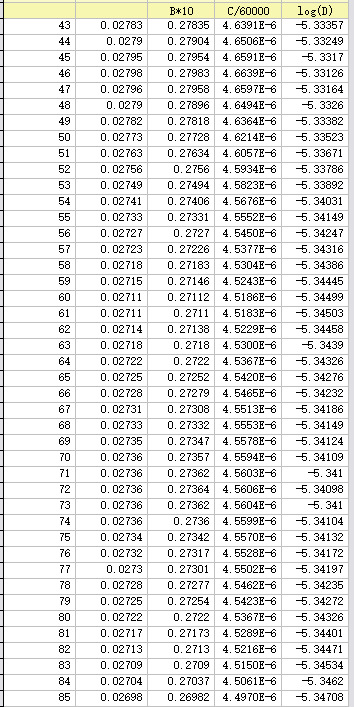 B*10 C/60000 log(D)
43 0.02783 0.27835 4.6391E-6 -5.33357
44 0.0279 0.27904 4.6506E-6 -5.33249
45 0.02795 0.27954 4.6591E-6 -5.3317
46 0.02798 0.27983 4.6639E-6 -5.33126
47 0.02796 0.27958 4.6597E-6 -5.33164
48 0.0279 0.27896 4.6494E-6 -5.3326
49 0.02782 0.27818 4.6364E-6 -5.33382
50 0.02773 0.27728 4.6214E-6 -5.33523
51 0.02763 0.27634 4.6057E-6 -5.33671
52 0.02756 0.2756 4.5934E-6 -5.33786
53 0.02749 0.27494 4.5823E-6 -5.33892
54 0.02741 0.27406 4.5676E-6 -5.34031
55 0.02733 0.27331 4.5552E-6 -5.34149
56 0.02727 0.2727 4.5450E-6 -5.34247
57 0.02723 0.27226 4.5377E-6 -5.34316
58 0.02718 0.27183 4.5304E-6 -5.34386
59 0.02715 0.27146 4.5243E-6 -5.34445
60 0.02711 0.27112 4.5186E-6 -5.34499
61 0.02711 0.2711 4.5183E-6 -5.34503
62 0.02714 0.27138 4.5229E-6 -5.34458
63 0.02718 0.2718 4.5300E-6 -5.3439
64 0.02722 0.2722 4.5367E-6 -5.34326
65 0.02725 0.27252 4.5420E-6 -5.34276
66 0.02728 0.27279 4.5465E-6 -5.34232
67 0.02731 0.27308 4.5513E-6 -5.34186
68 0.02733 0.27332 4.5553E-6 -5.34149
69 0.02735 0.27347 4.5578E-6 -5.34124
70 0.02736 0.27357 4.5594E-6 -5.34109
71 0.02736 0.27362 4.5603E-6 -5.341
72 0.02736 0.27364 4.5606E-6 -5.34098
73 0.02736 0.27362 4.5604E-6 -5.341
74 0.02736 0.2736 4.5599E-6 -5.34104
75 0.02734 0.27342 4.5570E-6 -5.34132
76 0.02732 0.27317 4.5528E-6 -5.34172
77 0.0273 0.27301 4.5502E-6 -5.34197
78 0.02728 0.27277 4.5462E-6 -5.34235
79 0.02725 0.27254 4.5423E-6 -5.34272
80 0.02722 0.2722 4.5367E-6 -5.34326
81 0.02717 0.27173 4.5289E-6 -5.34401
82 0.02713 0.2713 4.5216E-6 -5.34471
83 0.02709 0.2709 4.5150E-6 -5.34534
84 0.02704 0.27037 4.5061E-6 -5.3462
85 0.02698 0.26982 4.4970E-6 -5.34708